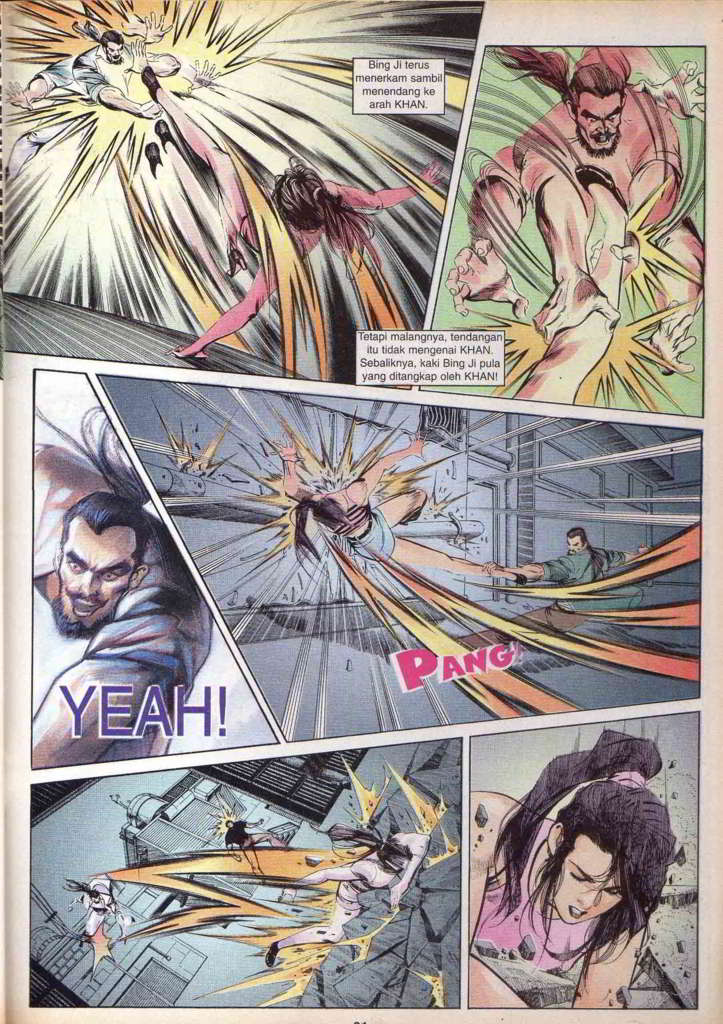 Bing Ji terus
menerkam sambil
menendang ke
arah KHAN.
Tetapi malangnya, tendangan
itu tidak mengenai KHAN.
Sebaliknya, kaki Bing Ji pula
yang ditangkap oleh KHAN!
YEAH!
PANG!